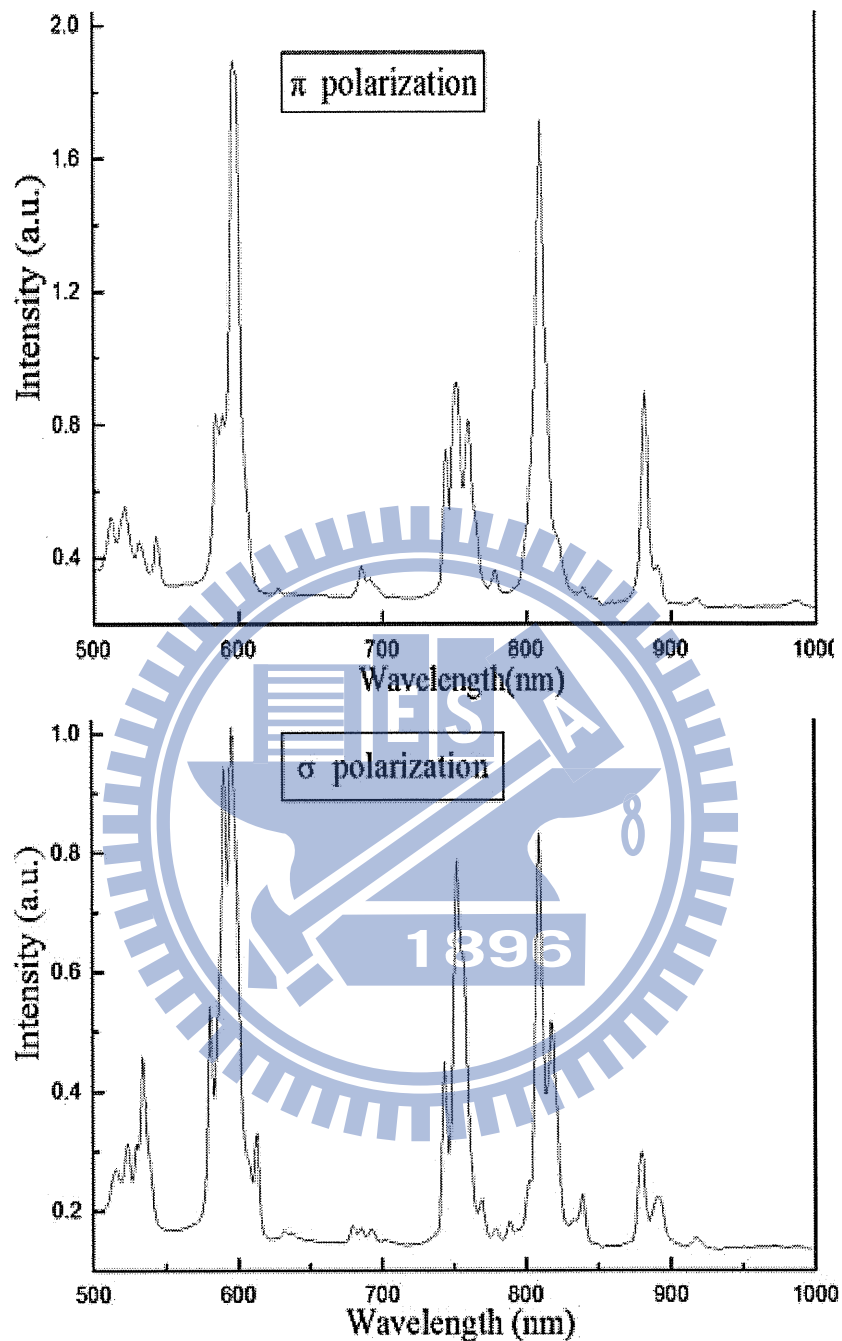 2.0
π polarization
1.6
Intensity (a.u.)
1.2
0.8
0.4
500 600 700 800 900 1000
Wavelength(nm)
ES A
1.0
σ polarization
0.8
8
Intensity (a.u.)
1896
0.6
0.4
0.2
500 600 700 800 900 1000
Wavelength (nm)